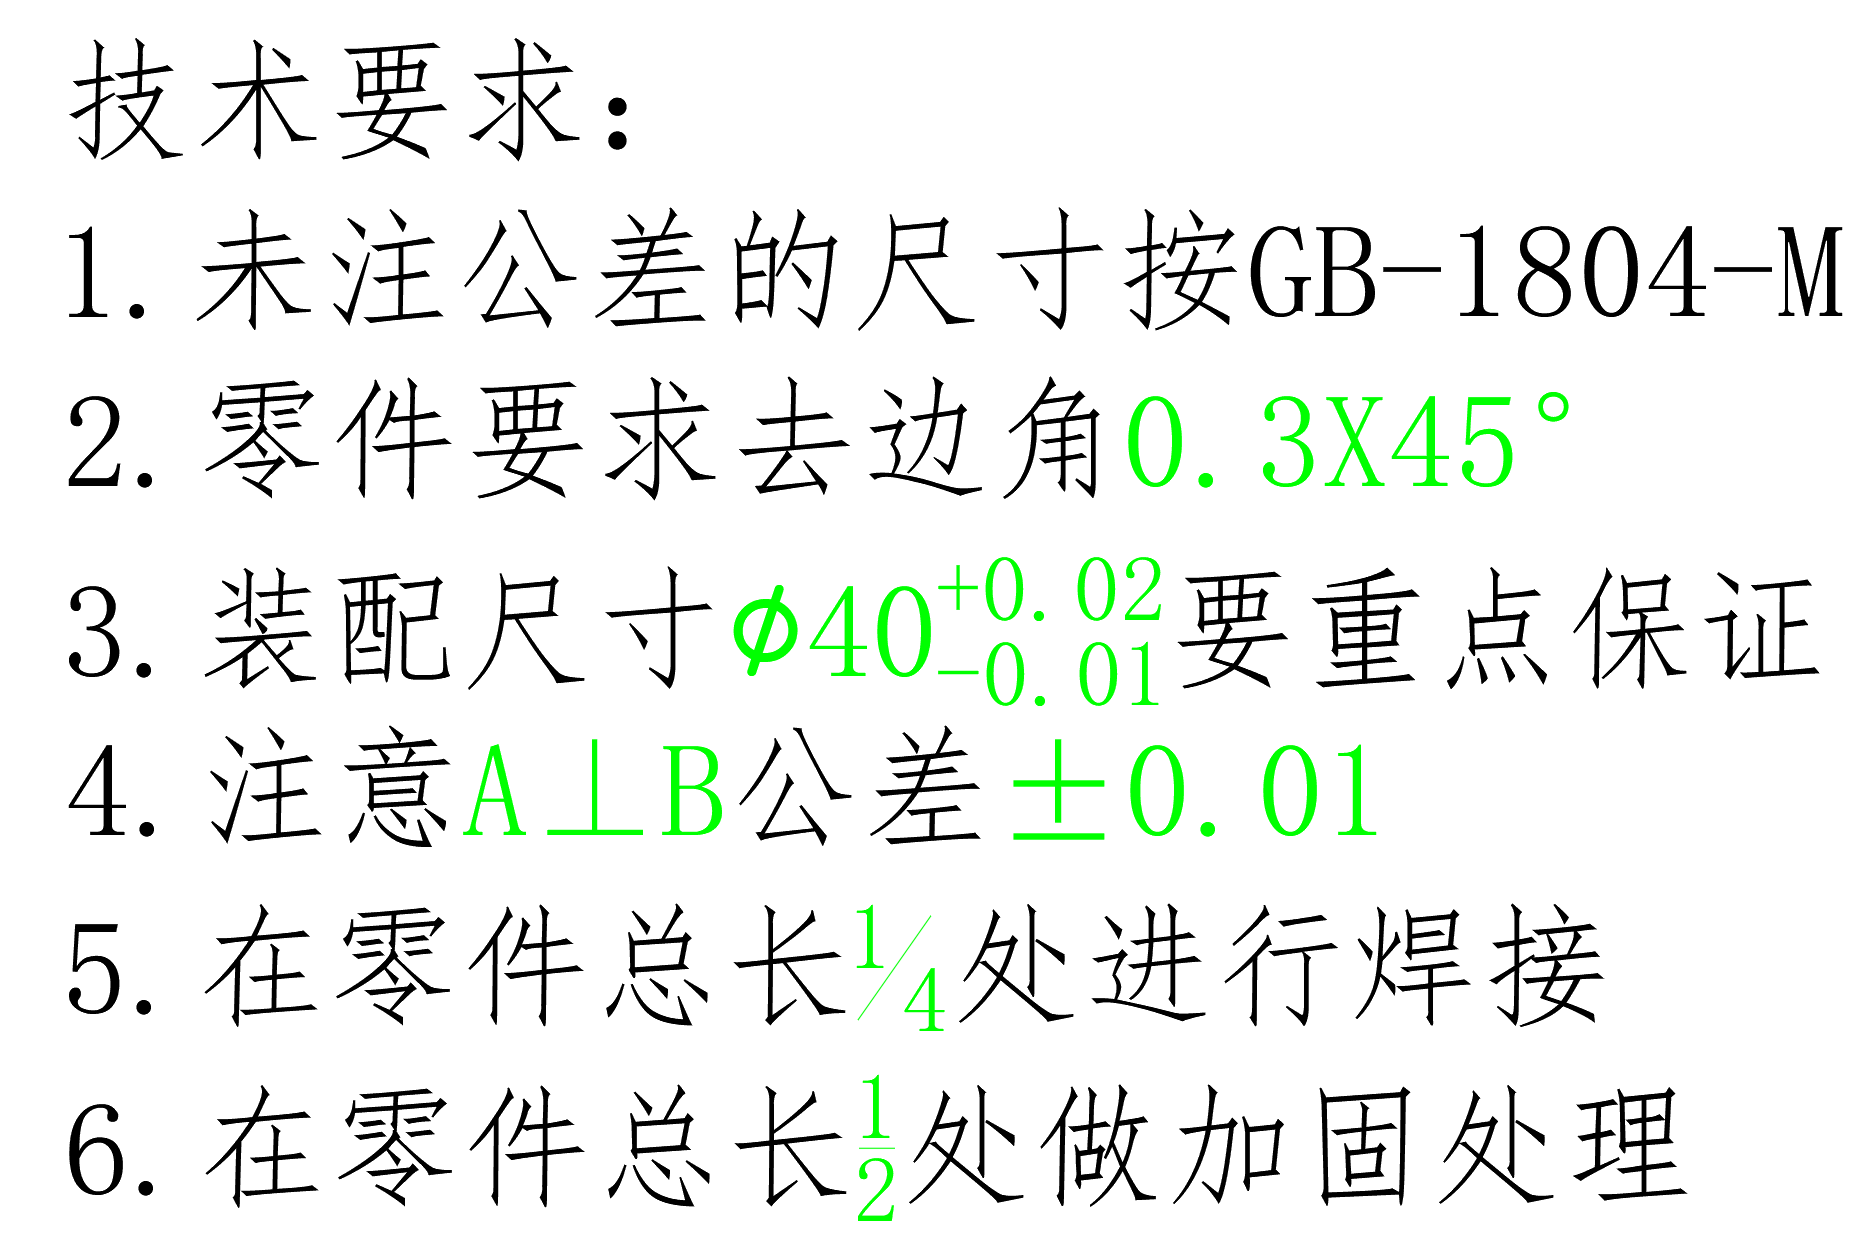 技术要求：
1.未注公差的尺寸按GB-1804-M
2.零件要求去边角0.3X45°
3.装配尺寸⌀40+0.02-0.01要重点保证
4.注意A⊥B公差±0.01
5.在零件总长1⁄4处进行焊接
6.在零件总长1/2处做加固处理